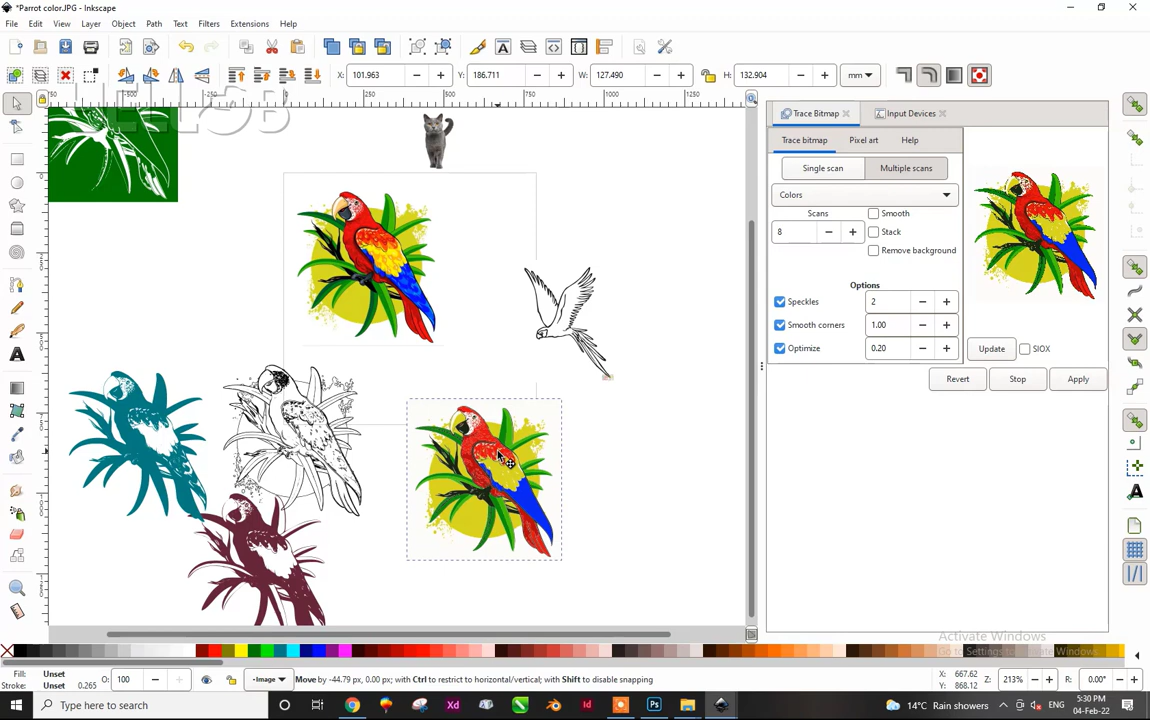 *Parrot color.JPG - Inkscape
File Edit View Layer Object Path Text Filters Extensions Help
X: 101.963 Y: 186.711 W: 127.490 H: 132.904 mm
HELLOB
Trace Bitmap Input Devices
Trace bitmap Pixel art Help
Single scan Multiple scans
Colors
Scans Smooth
8 Stack
Remove background
Options
Speckles 2
Smooth corners 1.00
Optimize 0.20 Update SIOX
Revert Stop Apply
Activate Windows
Go to Settings to activate Windows.
Fill: Unset
Stroke: Unset 0.265 O: 100 -Image Move by -44.79 px, 0.00 px; with Ctrl to restrict to horizontal/vertical; with Shift to disable snapping X: 667.62 Y: 868.12 Z: 213% R: 0.00°
Type here to search 14°C Rain showers ENG 5:30 PM 04-Feb-22